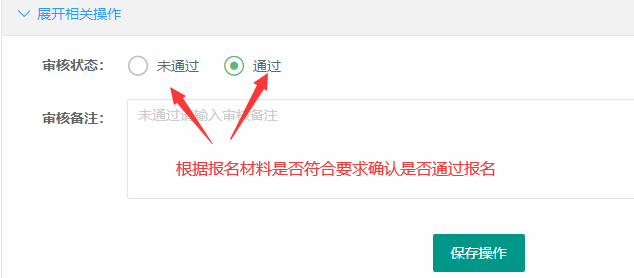 展开相关操作
审核状态： 未通过 通过
审核备注： 未通过请输入审核备注
根据报名材料是否符合要求确认是否通过报名
保存操作